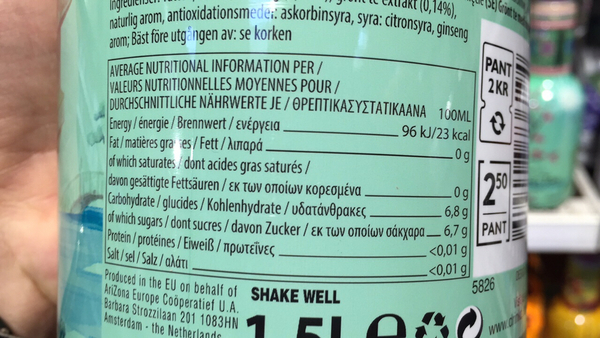 grönt te extrakt (0,14%),
naturlig arom, antioxidationsmedel: askorbinsyra, syra: citronsyra, ginseng
arom; Bäst före utgången av: se korken
AVERAGE NUTRITIONAL INFORMATION PER /
VALEURS NUTRITIONNELLES MOYENNES POUR /
DURCHSCHNITTLICHE NÄHRWERTE JE / ΘΡΕΠΤΙΚΑΣΥΣΤΑΤΙΚΑΑΝΑ 100ML
Energy / énergie / Brennwert / ενέργεια 96 kJ/23 kcal
Fat / matières grasses / Fett / λιπαρά 0 g
of which saturates / dont acides gras saturés /
davon gesättigte Fettsäuren / εκ των οποίων κορεσμένα 0 g
Carbohydrate / glucides / Kohlenhydrate / υδατάνθρακες 6,8 g
of which sugars / dont sucres / davon Zucker / εκ των οποίων σάκχαρα 6,7 g
Protein / protéines / Eiweiß / πρωτεΐνες <0,01 g
Salt / sel / Salz / αλάτι <0,01 g
Produced in the EU on behalf of
AriZona Europe Coöperatief U.A.
Barbara Strozzilaan 201 1083HN
Amsterdam - the Netherlands
SHAKE WELL
1,5L e
PANT
2 KR
2 50
PANT
5826